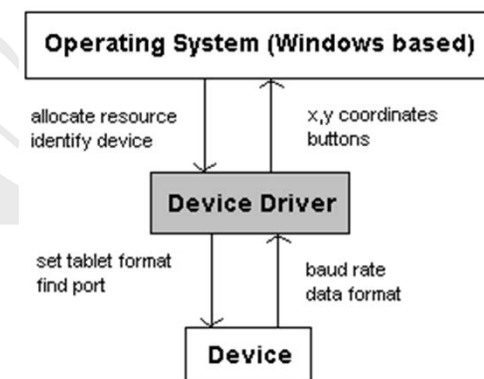 Operating System (Windows based)
allocate resource
identify device
x,y coordinates
buttons
Device Driver
set tablet format
find port
baud rate
data format
Device